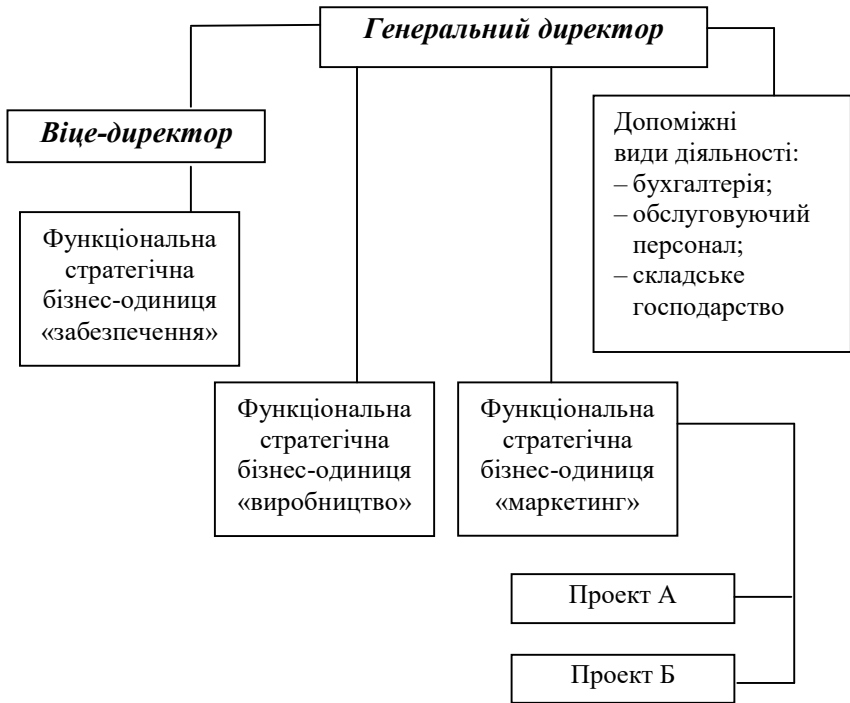 Генеральний директор
Віце-директор
Допоміжні
види діяльності:
– бухгалтерія;
– обслуговуючий
персонал;
– складське
господарство
Функціональна
стратегічна
бізнес-одиниця
«забезпечення»
Функціональна
стратегічна
бізнес-одиниця
«виробництво»
Функціональна
стратегічна
бізнес-одиниця
«маркетинг»
Проект А
Проект Б